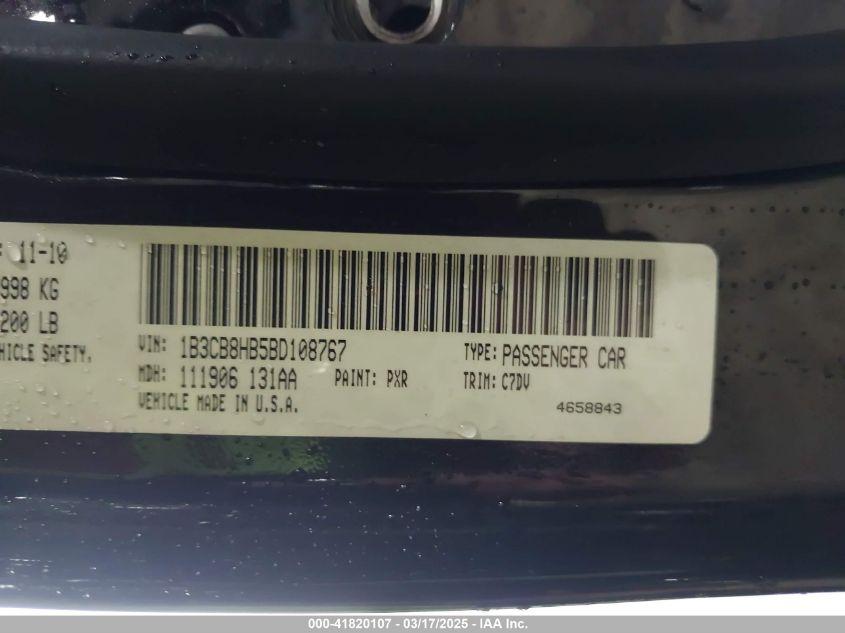 : 11-10
998 KG
200 LB
HICLE SAFETY.
VIN: 1B3CB8HB5BD108767
TYPE: PASSENGER CAR
MDH: 111906 131AA
PAINT: PXR
TRIM: C7DV
VEHICLE MADE IN U.S.A.
4658843
000-41820107 - 03/17/2025 - IAA Inc.